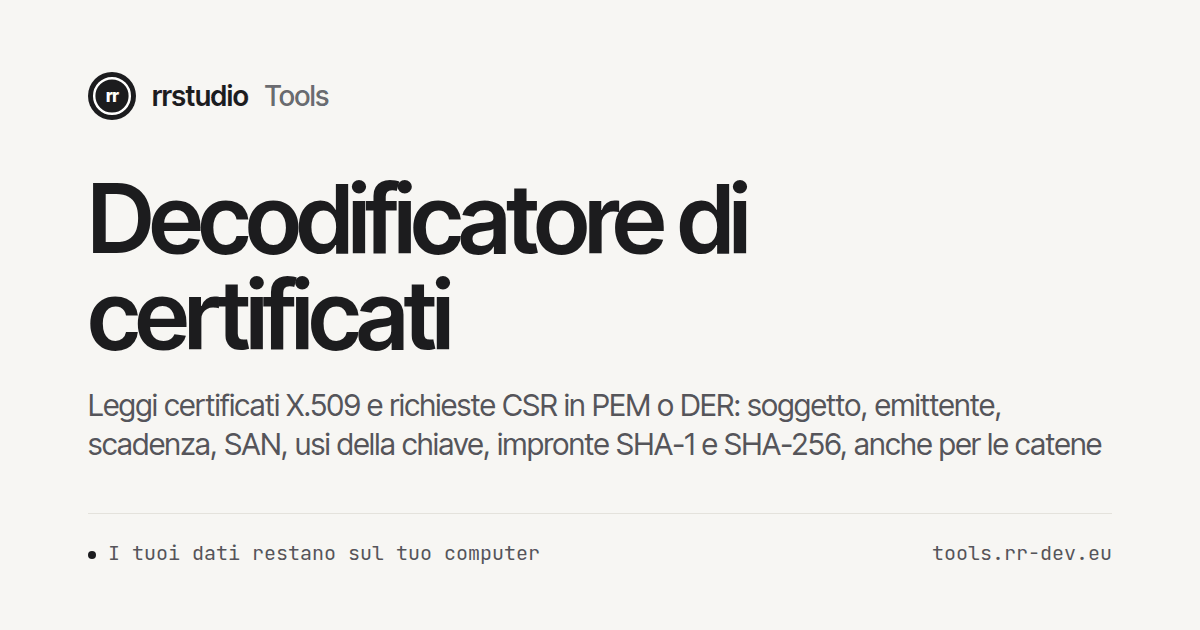 rr rrstudio Tools
Decodificatore di
certificati
Leggi certificati X.509 e richieste CSR in PEM o DER: soggetto, emittente,
scadenza, SAN, usi della chiave, impronte SHA-1 e SHA-256, anche per le catene
I tuoi dati restano sul tuo computer
tools.rr-dev.eu